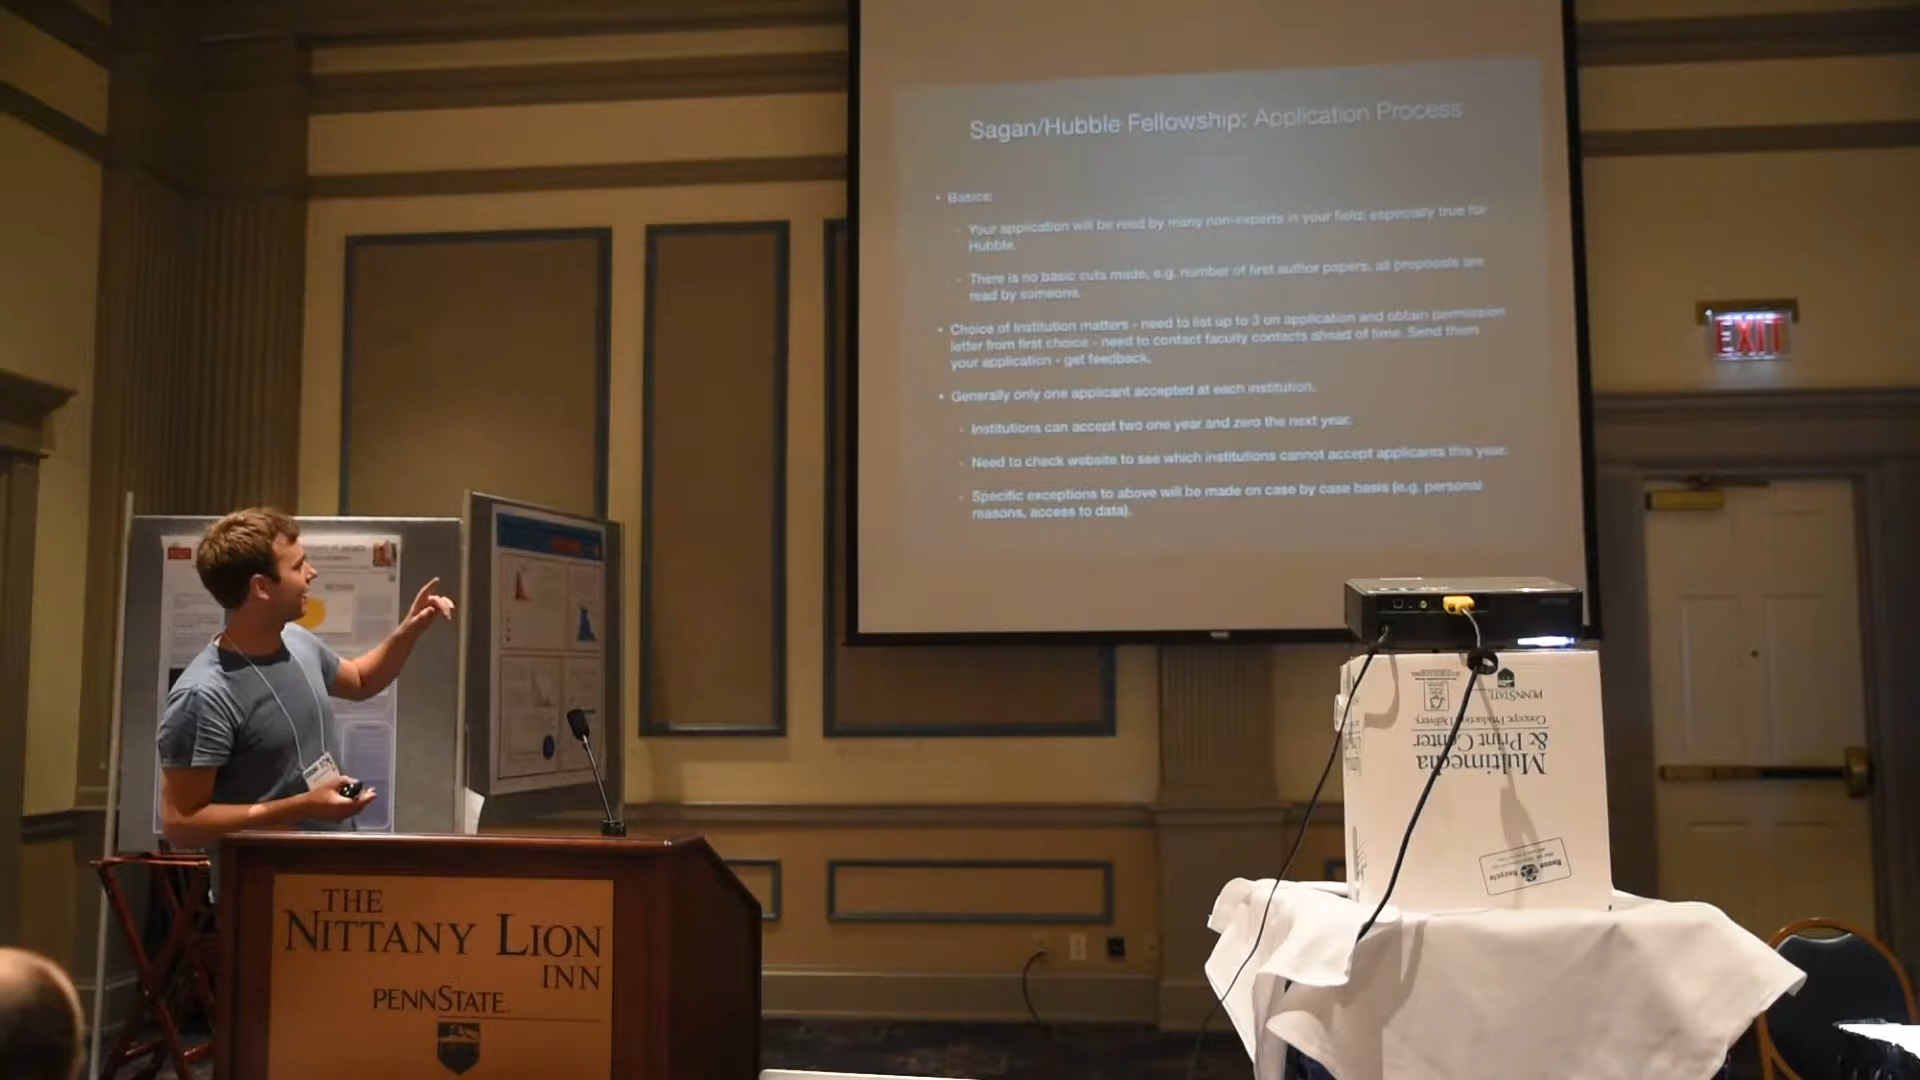 Sagan/Hubble Fellowship: Application Process
• Basics:
Your application will be read by many non-experts in your field; especially true for
Hubble.
There is no basic cuts made, e.g. number of first author papers, all proposals are
read by someone.
• Choice of Institution matters - need to list up to 3 on application and obtain permission
letter from first choice - need to contact faculty contacts ahead of time. Send them
your application - get feedback.
• Generally only one applicant accepted at each institution.
Institutions can accept two one year and zero the next year.
Need to check website to see which institutions cannot accept applicants this year.
Specific exceptions to above will be made on case by case basis (e.g. personal
reasons, access to data).
EXIT
PENNSTATE
Multimedia
& Print Center
Concept, Production, Delivery
Reuse
Recycle
THE
NITTANY LION
INN
PENNSTATE